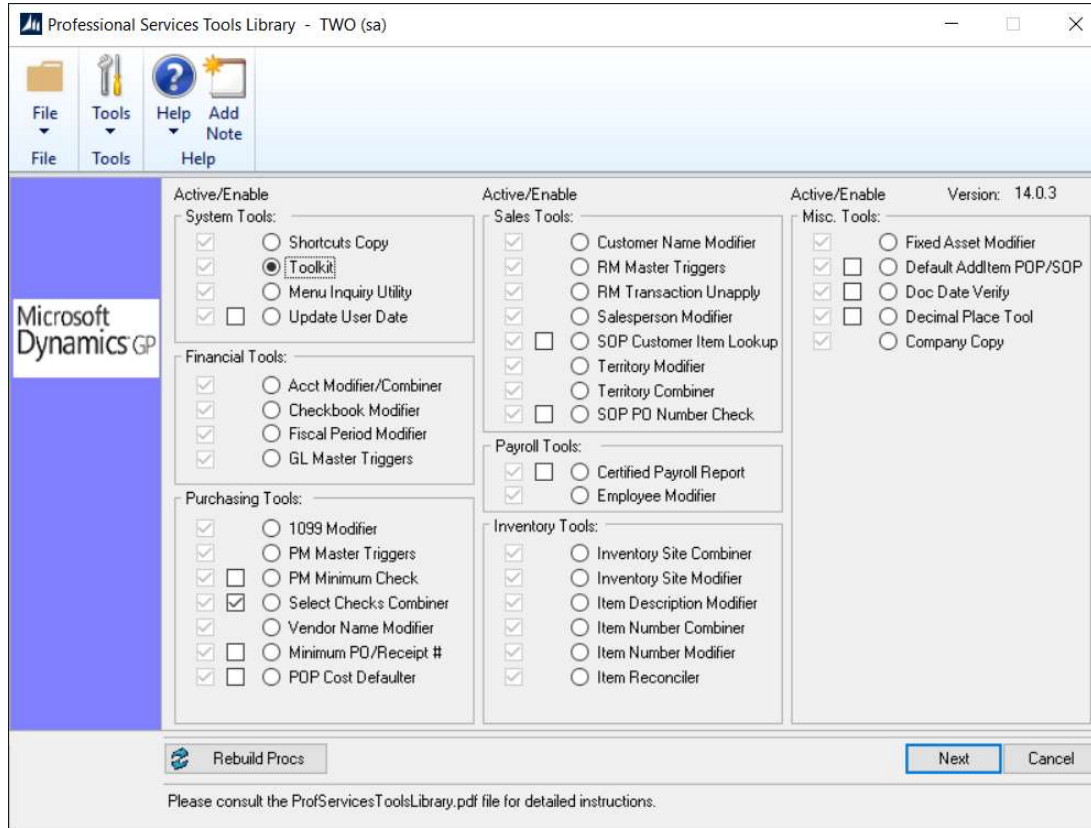 Professional Services Tools Library - TWO (sa)
File
Tools
Help
Add
Note
File
Tools
Help
Microsoft
Dynamics GP
Active/Enable
System Tools:
Shortcuts Copy
Toolkit
Menu Inquiry Utility
Update User Date
Financial Tools:
Acct Modifier/Combiner
Checkbook Modifier
Fiscal Period Modifier
GL Master Triggers
Purchasing Tools:
1099 Modifier
PM Master Triggers
PM Minimum Check
Select Checks Combiner
Vendor Name Modifier
Minimum PO/Receipt #
POP Cost Defaulter
Active/Enable
Sales Tools:
Customer Name Modifier
RM Master Triggers
RM Transaction Unapply
Salesperson Modifier
SOP Customer Item Lookup
Territory Modifier
Territory Combiner
SOP PO Number Check
Payroll Tools:
Certified Payroll Report
Employee Modifier
Inventory Tools:
Inventory Site Combiner
Inventory Site Modifier
Item Description Modifier
Item Number Combiner
Item Number Modifier
Item Reconciler
Active/Enable Version: 14.0.3
Misc. Tools:
Fixed Asset Modifier
Default AddItem POP/SOP
Doc Date Verify
Decimal Place Tool
Company Copy
Rebuild Procs
Next
Cancel
Please consult the ProfServicesToolsLibrary.pdf file for detailed instructions.